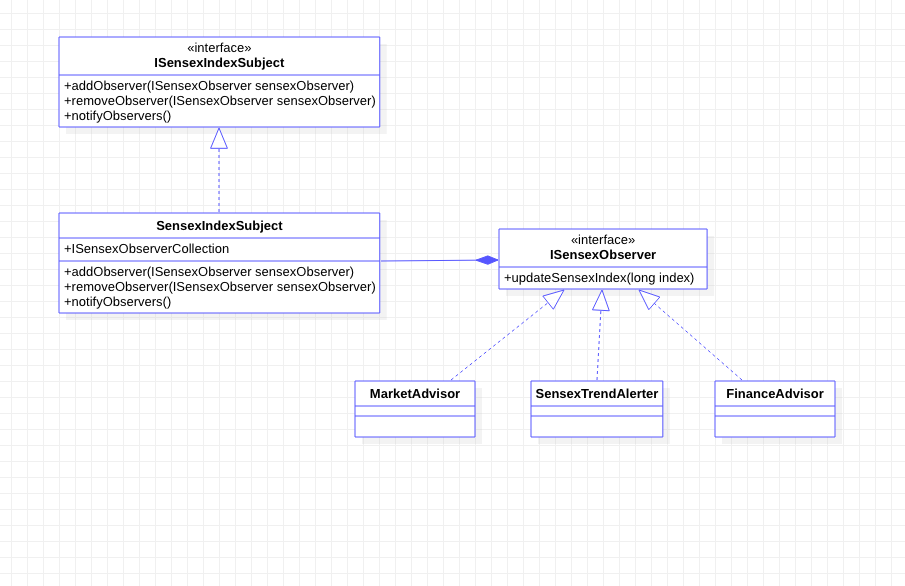 «interface»
ISensexIndexSubject
+addObserver(ISensexObserver sensexObserver)
+removeObserver(ISensexObserver sensexObserver)
+notifyObservers()
SensexIndexSubject
+ISensexObserverCollection
+addObserver(ISensexObserver sensexObserver)
+removeObserver(ISensexObserver sensexObserver)
+notifyObservers()
«interface»
ISensexObserver
+updateSensexIndex(long index)
MarketAdvisor
SensexTrendAlerter
FinanceAdvisor